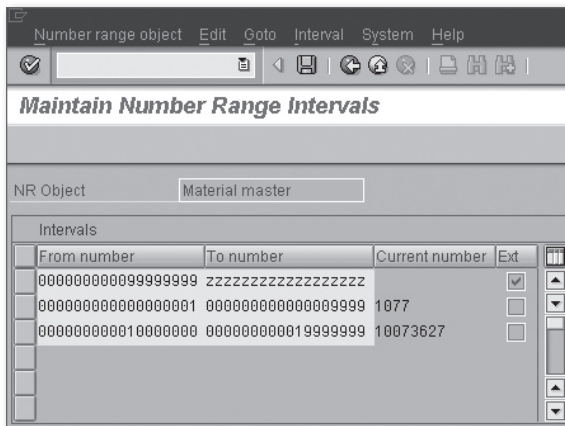 Number range object Edit Goto Interval System Help
Maintain Number Range Intervals
NR Object Material master
Intervals
From number To number Current number Ext
000000000099999999 ZZZZZZZZZZZZZZZZZZ
000000000000000001 000000000000009999 1077
000000000010000000 000000000019999999 10073627